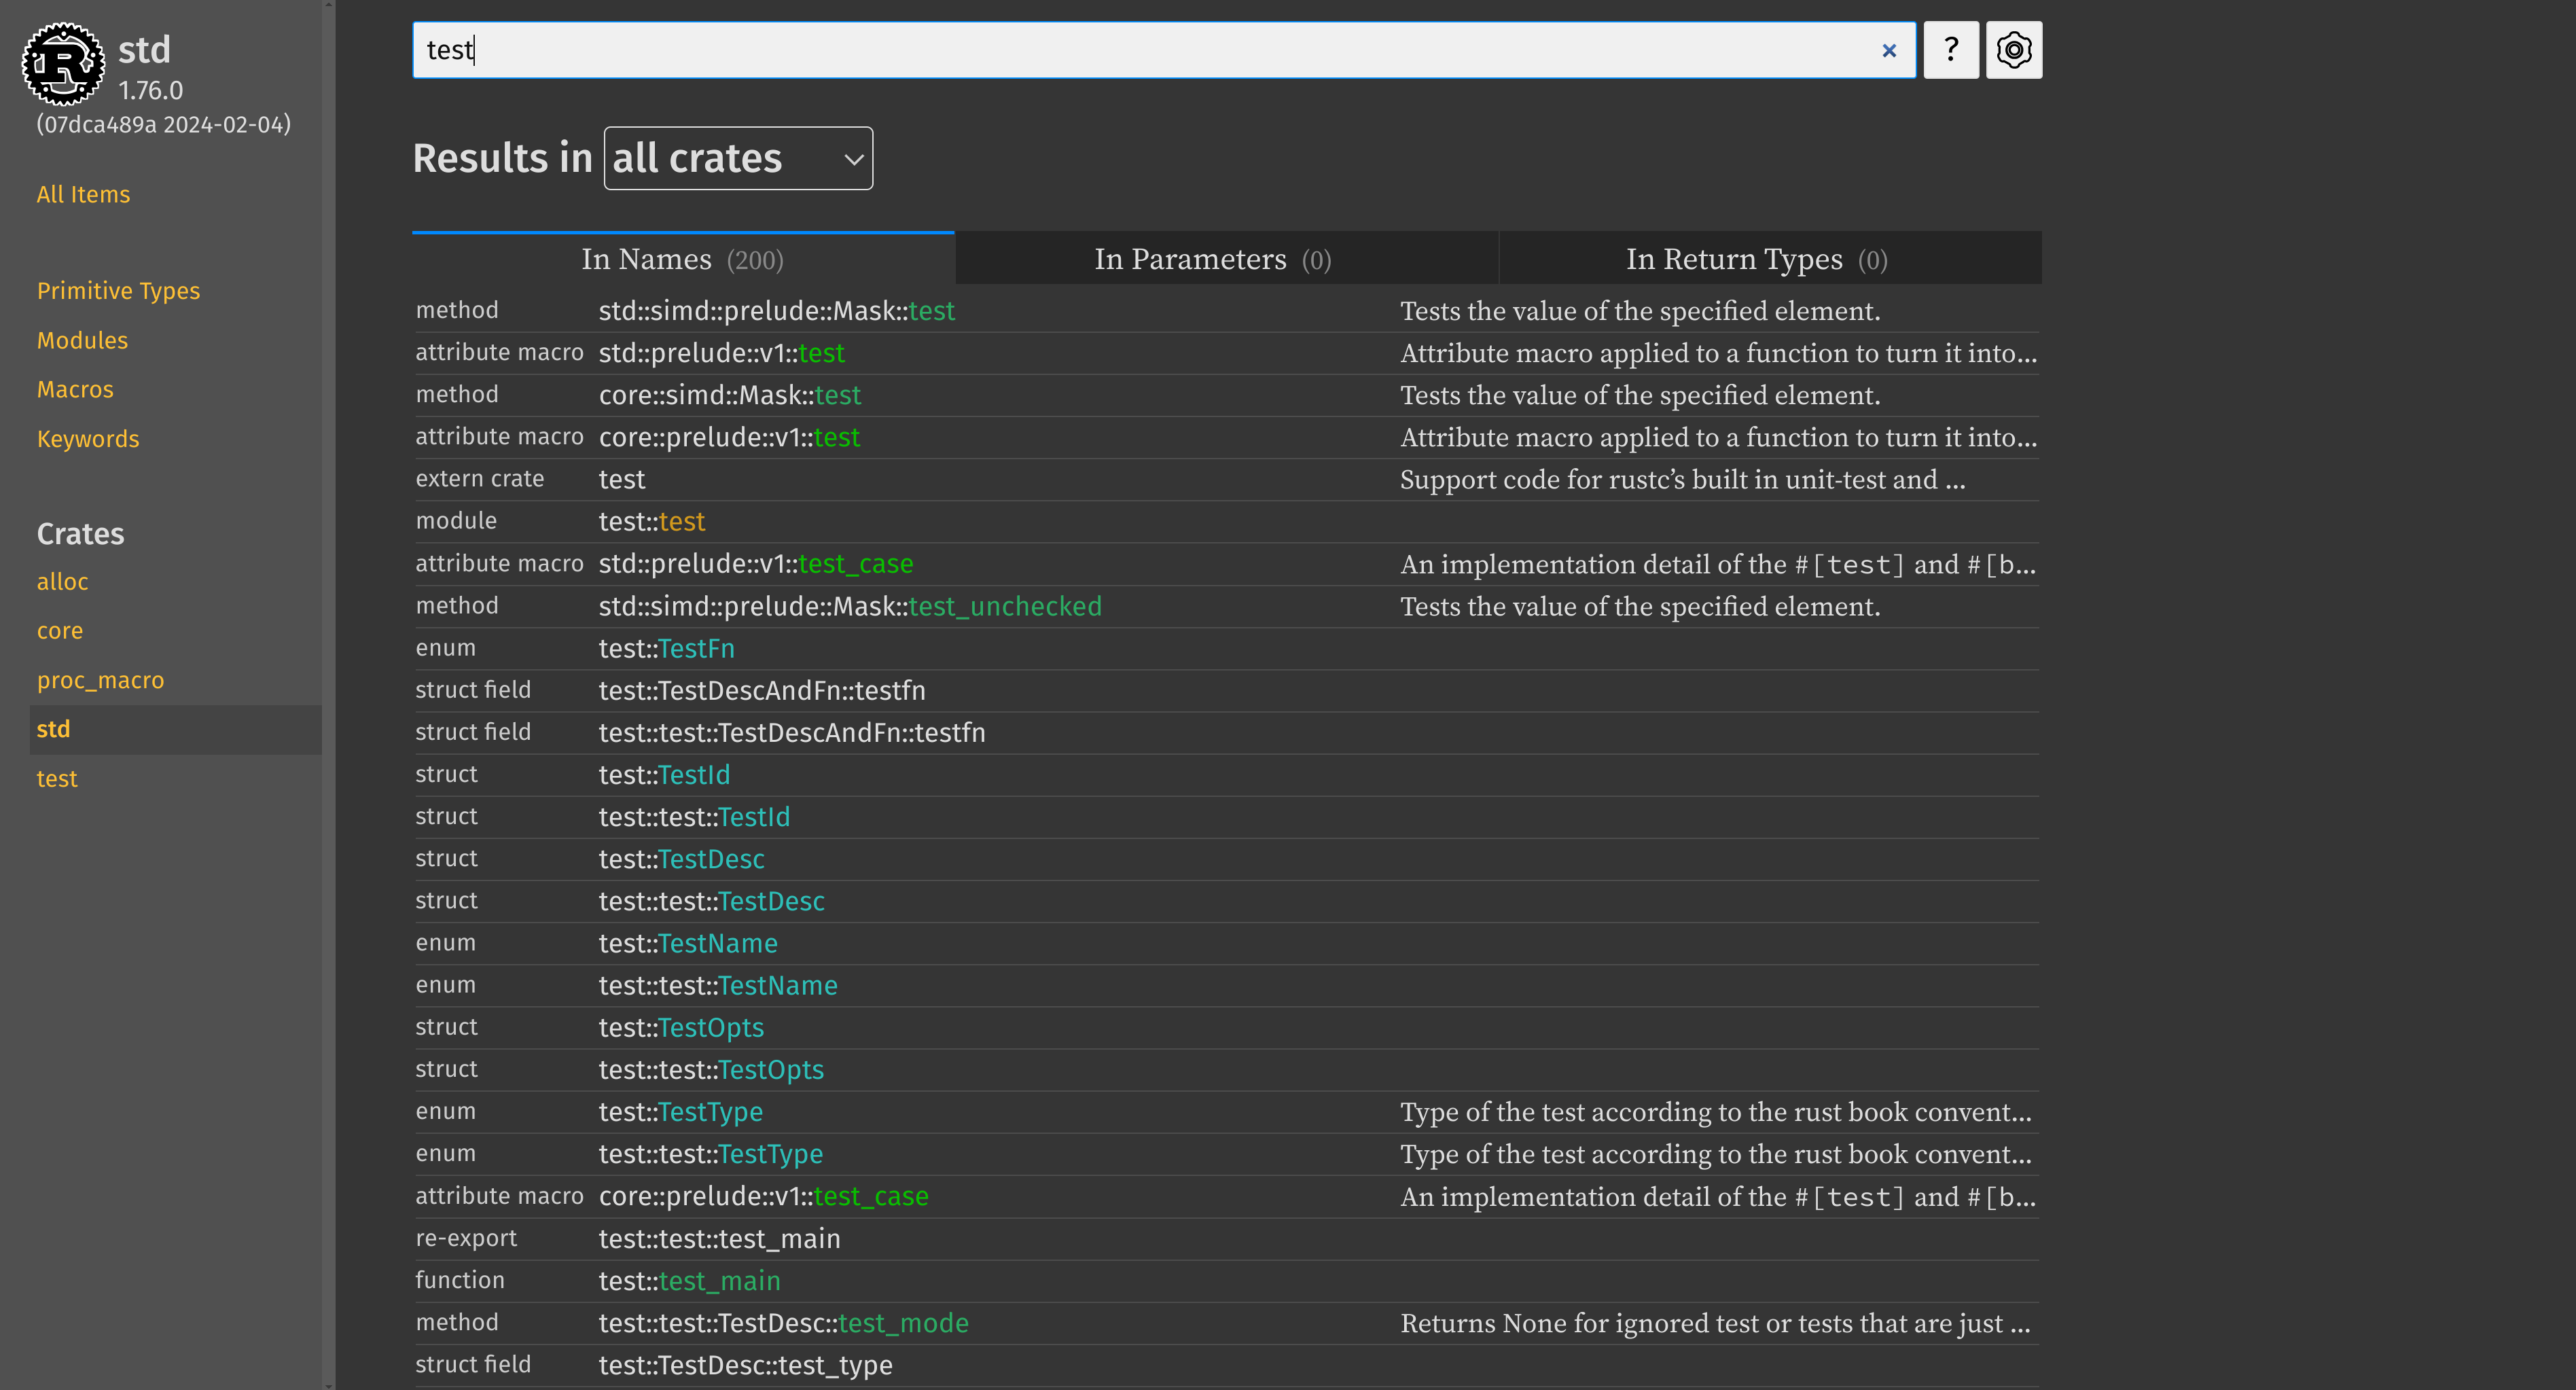 std
1.76.0
(07dca489a 2024-02-04)
All Items
Primitive Types
Modules
Macros
Keywords
Crates
alloc
core
proc_macro
std
test
test
?
Results in all crates
In Names (200) In Parameters (0) In Return Types (0)
method std::simd::prelude::Mask::test Tests the value of the specified element.
attribute macro std::prelude::v1::test Attribute macro applied to a function to turn it into…
method core::simd::Mask::test Tests the value of the specified element.
attribute macro core::prelude::v1::test Attribute macro applied to a function to turn it into…
extern crate test Support code for rustc’s built in unit-test and …
module test::test
attribute macro std::prelude::v1::test_case An implementation detail of the #[test] and #[b…
method std::simd::prelude::Mask::test_unchecked Tests the value of the specified element.
enum test::TestFn
struct field test::TestDescAndFn::testfn
struct field test::test::TestDescAndFn::testfn
struct test::TestId
struct test::test::TestId
struct test::TestDesc
struct test::test::TestDesc
enum test::TestName
enum test::test::TestName
struct test::TestOpts
struct test::test::TestOpts
enum test::TestType Type of the test according to the rust book convent…
enum test::test::TestType Type of the test according to the rust book convent…
attribute macro core::prelude::v1::test_case An implementation detail of the #[test] and #[b…
re-export test::test::test_main
function test::test_main
method test::test::TestDesc::test_mode Returns None for ignored test or tests that are just …
struct field test::TestDesc::test_type